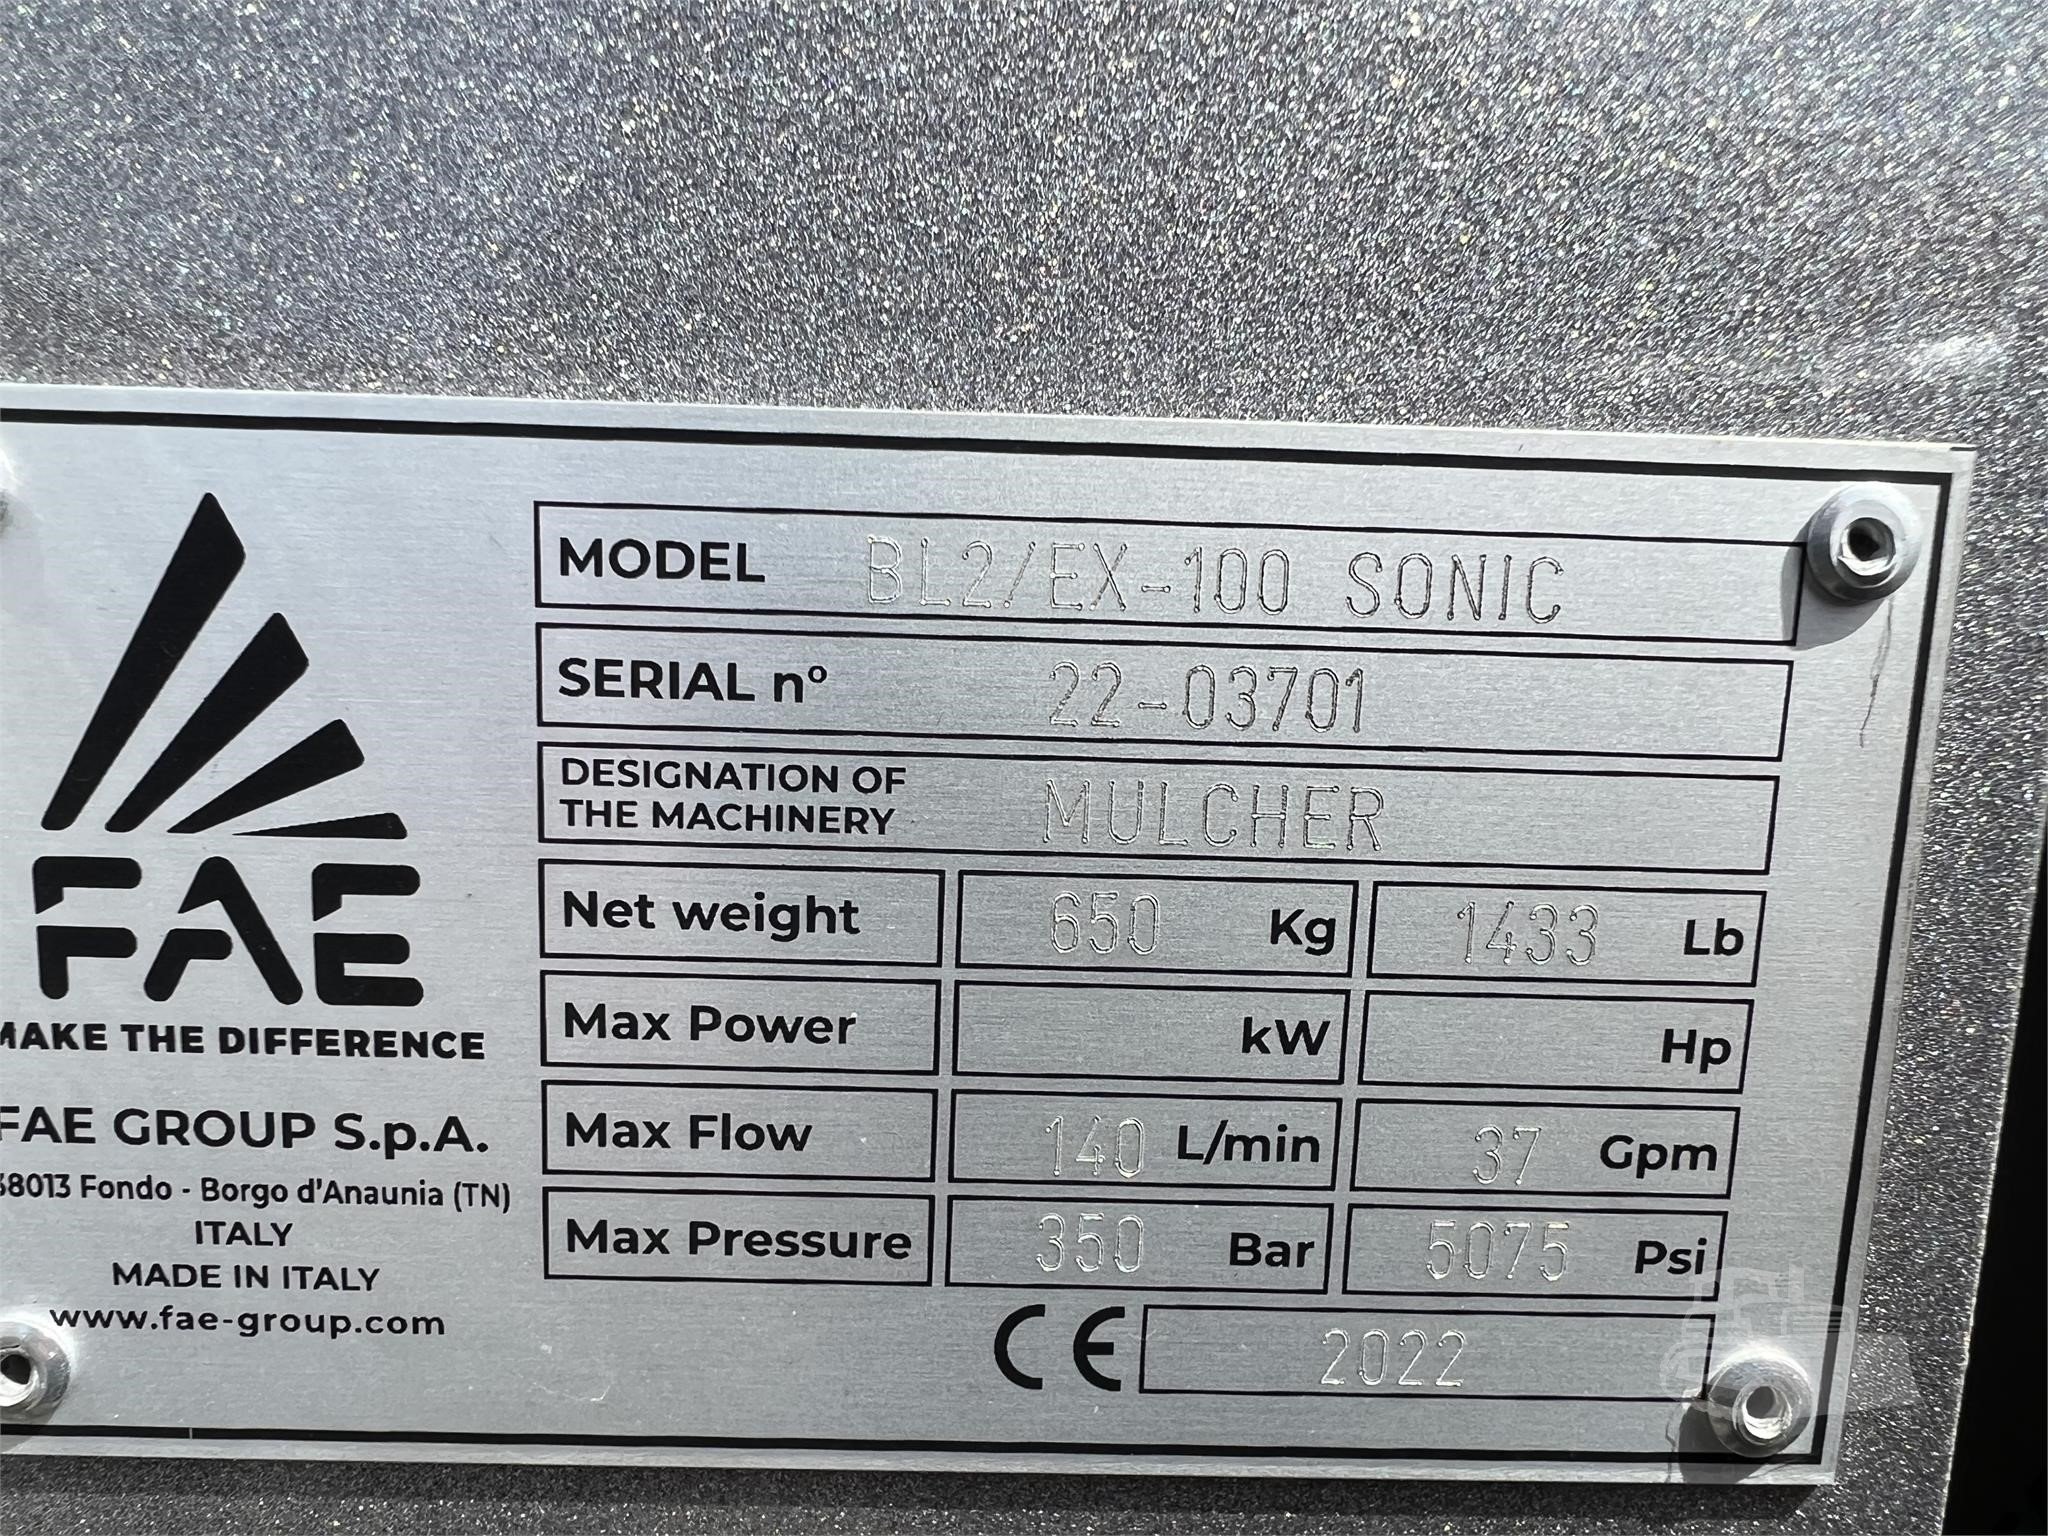 FAE
MAKE THE DIFFERENCE
FAE GROUP S.p.A.
38013 Fondo - Borgo d'Anaunia (TN)
ITALY
MADE IN ITALY
www.fae-group.com
MODEL BL2/EX-100 SONIC
SERIAL nº 22-03701
DESIGNATION OF
THE MACHINERY MULCHER
Net weight 650 Kg 1433 Lb
Max Power kW Hp
Max Flow 140 L/min 37 Gpm
Max Pressure 350 Bar 5075 Psi
CE 2022